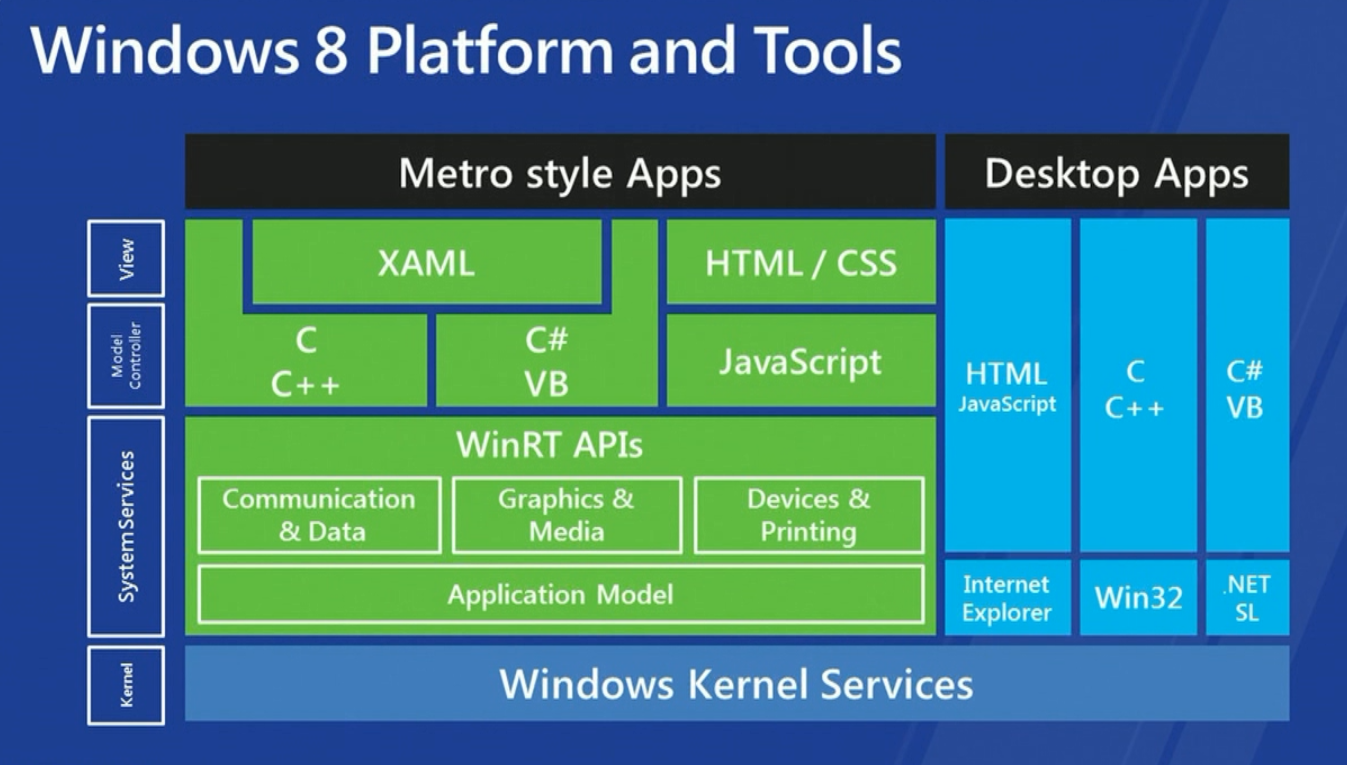 Windows 8 Platform and Tools
Metro style Apps
Desktop Apps
View
XAML
HTML / CSS
Model
Controller
C
C++
C#
VB
JavaScript
HTML
JavaScript
C
C++
C#
VB
System Services
WinRT APIs
Communication
& Data
Graphics &
Media
Devices &
Printing
Application Model
Internet
Explorer
Win32
.NET
SL
Kernel
Windows Kernel Services